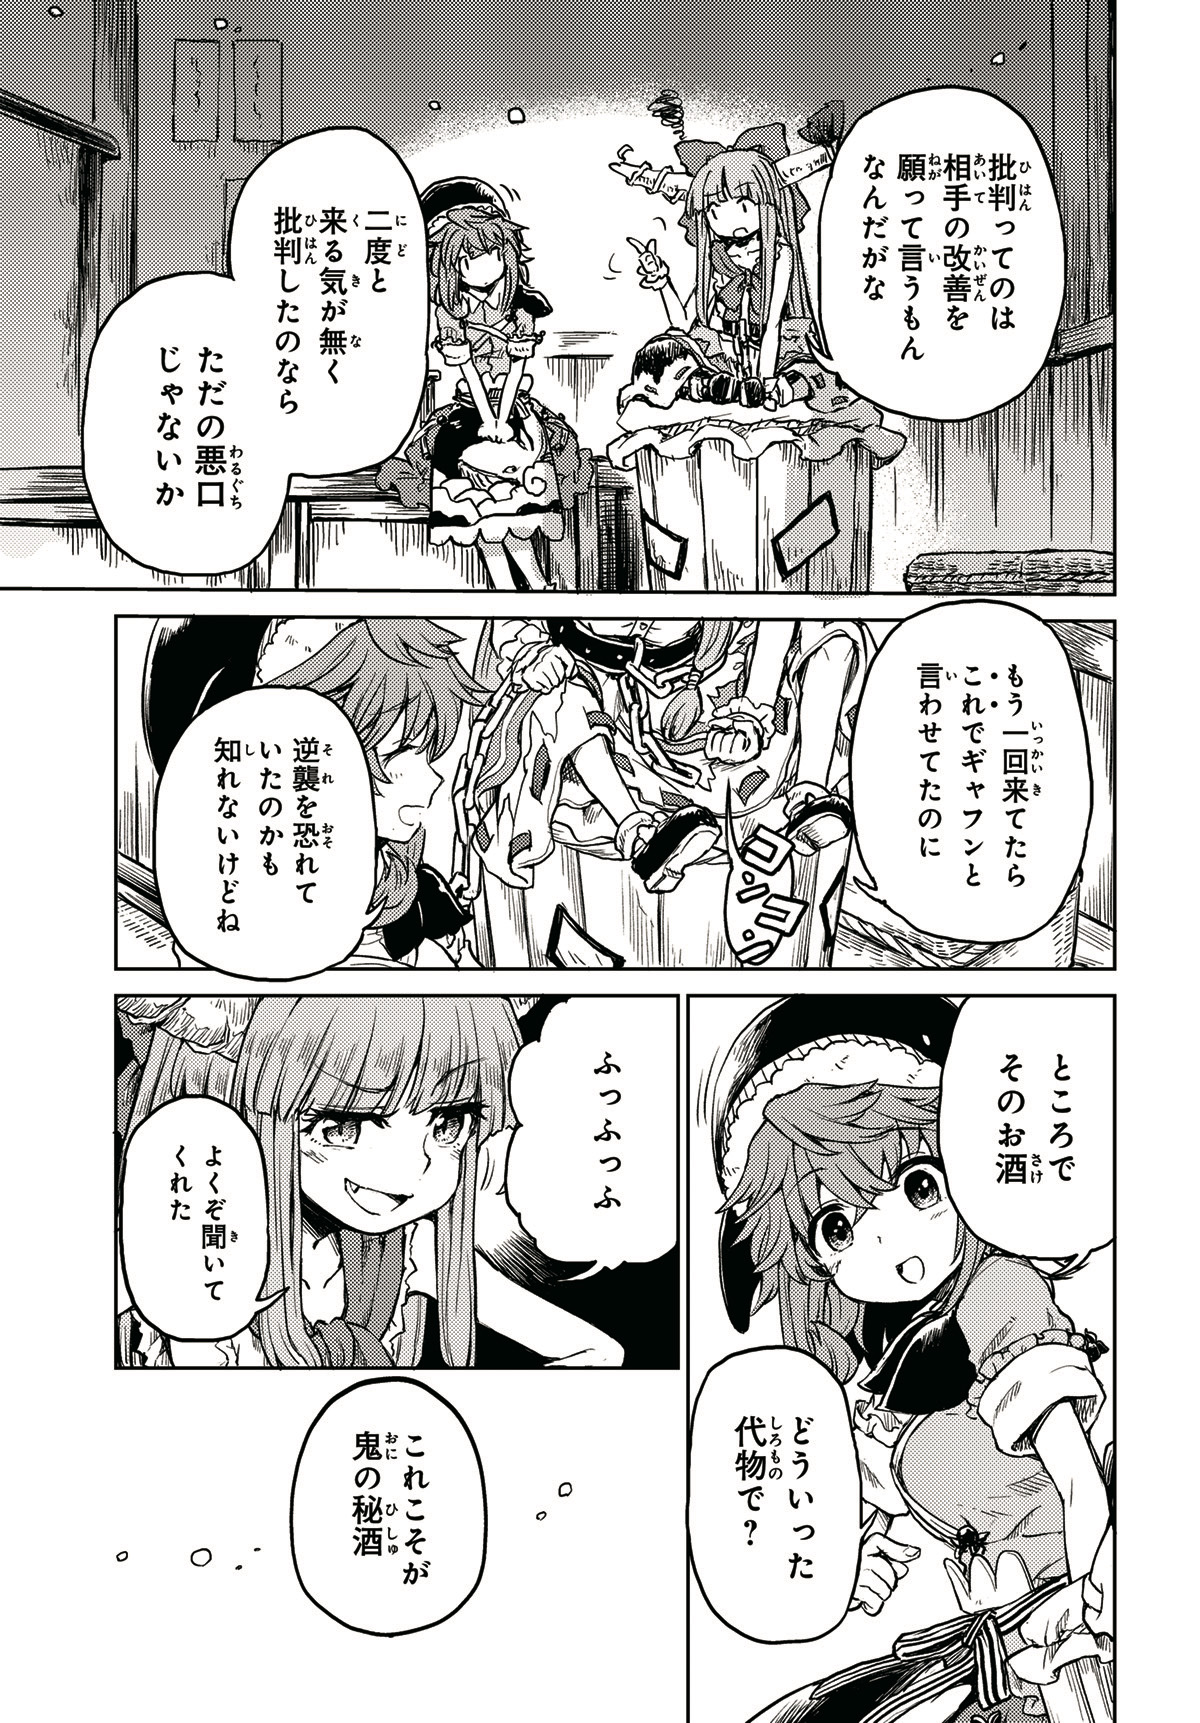 批判ってのは
相手の改善を
願って言うもん
なんだがな
二度と
来る気が無く
批判したのなら
ただの悪口
じゃないか
もう一回来てたら
これでギャフンと
言わせてたのに
コンコン
逆襲を恐れて
いたのかも
知れないけどね
ところで
そのお酒
どういった
代物で?
ふっふっふ
よくぞ聞いて
くれた
これこそが
鬼の秘酒